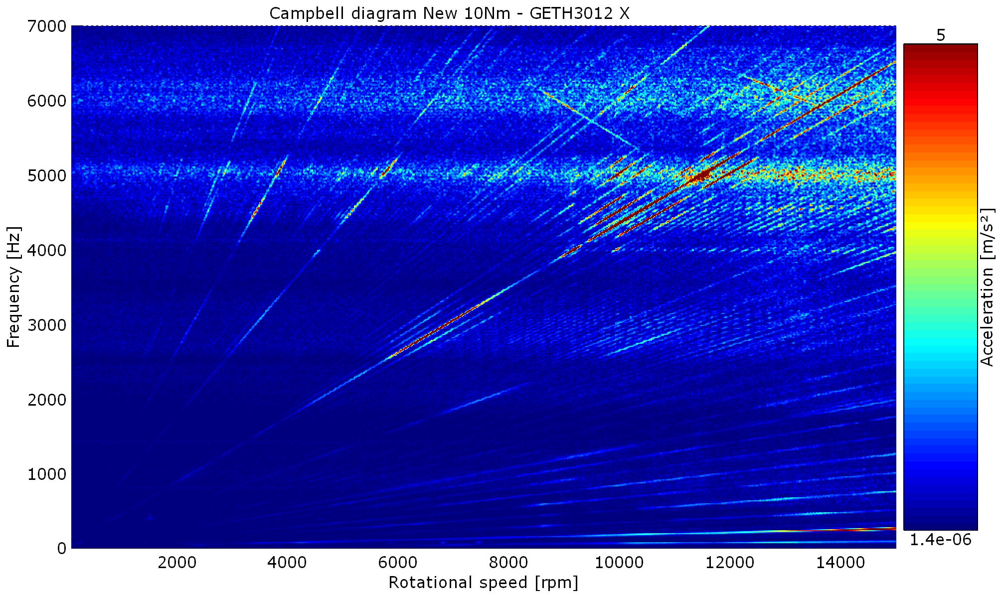 Campbell diagram New 10Nm - GETH3012 X
7000
6000
5000
4000
3000
2000
1000
0
Frequency [Hz]
2000 4000 6000 8000 10000 12000 14000
Rotational speed [rpm]
5
1.4e-06
Acceleration [m/s²]